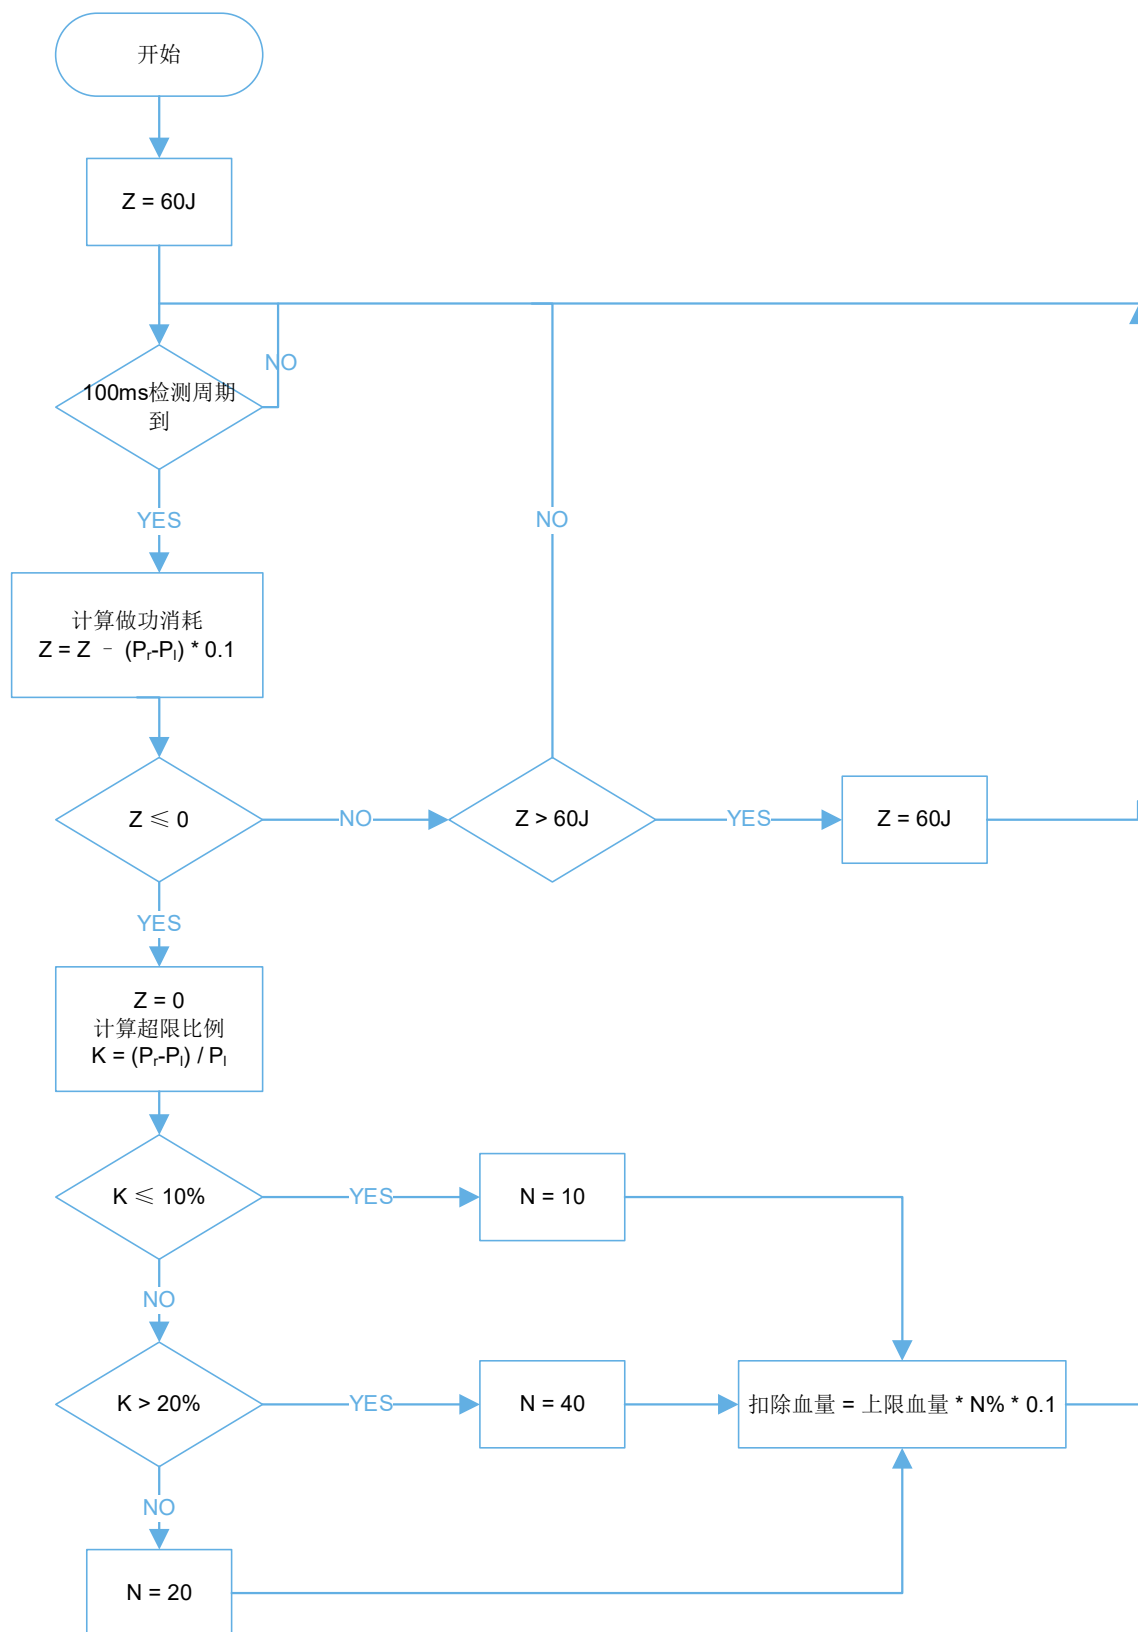 开始
Z = 60J
NO
100ms检测周期
到
YES
NO
计算做功消耗
Z = Z - (Pr-Pl) * 0.1
Z ≤ 0
NO
Z > 60J
YES
Z = 60J
YES
Z = 0
计算超限比例
K = (Pr-Pl) / Pl
K ≤ 10%
YES
N = 10
NO
K > 20%
YES
N = 40
扣除血量 = 上限血量 * N% * 0.1
NO
N = 20